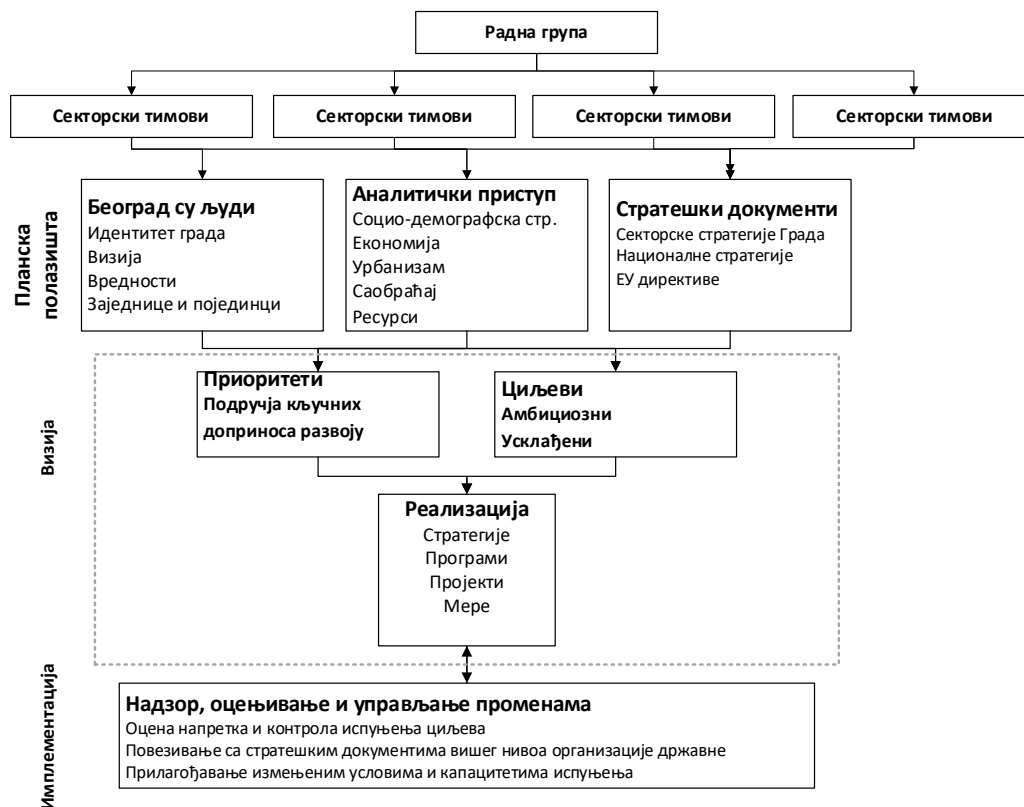 Радна група
Секторски тимови
Секторски тимови
Секторски тимови
Секторски тимови
Планска
полазишта
Београд су људи
Идентитет града
Визија
Вредности
Заједнице и појединци
Аналитички приступ
Социо-демографска стр.
Економија
Урбанизам
Саобраћај
Ресурси
Стратешки документи
Секторске стратегије Града
Националне стратегије
ЕУ директиве
Визија
Приоритети
Подручја кључних
доприноса развоју
Циљеви
Амбициозни
Усклађени
Реализација
Стратегије
Програми
Пројекти
Мере
Имплементација
Надзор, оцењивање и управљање променама
Оцена напретка и контрола испуњења циљева
Повезивање са стратешким документима вишег нивоа организације државне
Прилагођавање измењеним условима и капацитетима испуњења